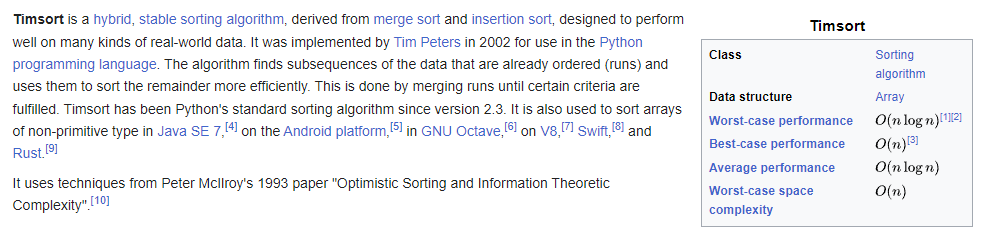 Timsort is a hybrid, stable sorting algorithm, derived from merge sort and insertion sort, designed to perform
well on many kinds of real-world data. It was implemented by Tim Peters in 2002 for use in the Python
programming language. The algorithm finds subsequences of the data that are already ordered (runs) and
uses them to sort the remainder more efficiently. This is done by merging runs until certain criteria are
fulfilled. Timsort has been Python's standard sorting algorithm since version 2.3. It is also used to sort arrays
of non-primitive type in Java SE 7,[4] on the Android platform,[5] in GNU Octave,[6] on V8,[7] Swift,[8] and
Rust.[9]
It uses techniques from Peter McIlroy's 1993 paper "Optimistic Sorting and Information Theoretic
Complexity".[10]
Timsort
Class Sorting
algorithm
Data structure Array
Worst-case performance O(n log n)[1][2]
Best-case performance O(n)[3]
Average performance O(n log n)
Worst-case space O(n)
complexity